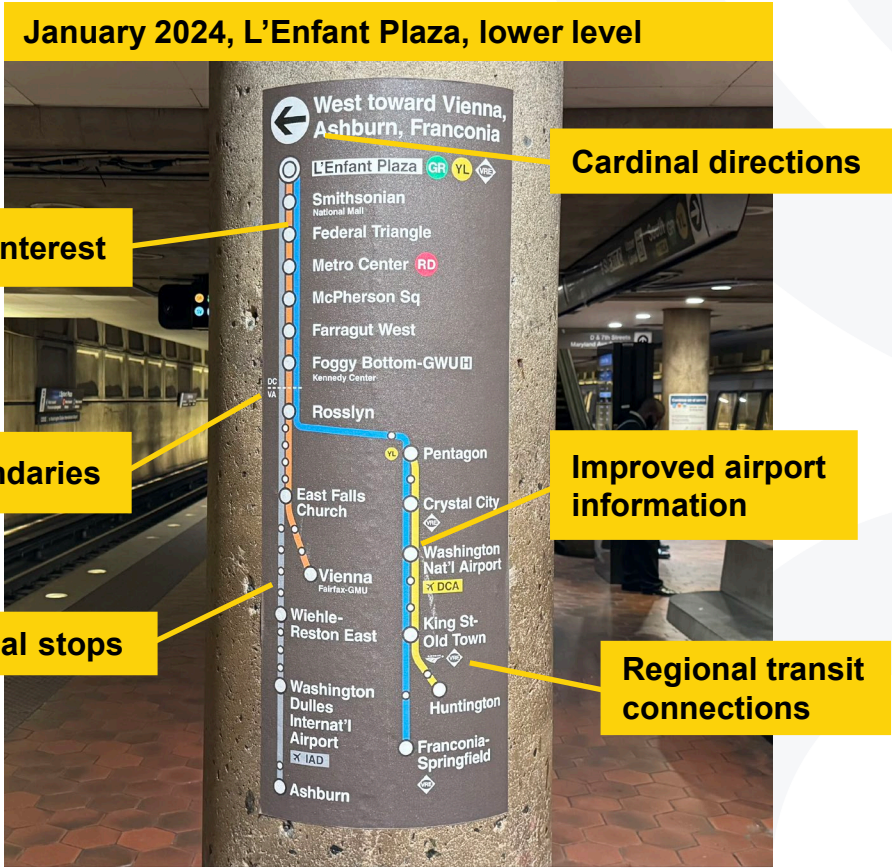 January 2024, L’Enfant Plaza, lower level
West toward Vienna,
Ashburn, Franconia
Cardinal directions
L'Enfant Plaza GR YL VRE
Smithsonian
National Mall
nterest
Federal Triangle
Metro Center RD
McPherson Sq
Farragut West
Foggy Bottom-GWU H
Kennedy Center
DC
VA
Rosslyn
ndaries
YL Pentagon
Improved airport
information
East Falls
Church
Crystal City
VRE
Washington
Nat'l Airport
DCA
Vienna
Fairfax-GMU
Wiehle-
Reston East
al stops
King St-
Old Town
VRE
Regional transit
connections
Washington
Dulles
Internat'l
Airport
IAD
Huntington
Franconia-
Springfield
VRE
Ashburn
D & 7th Streets